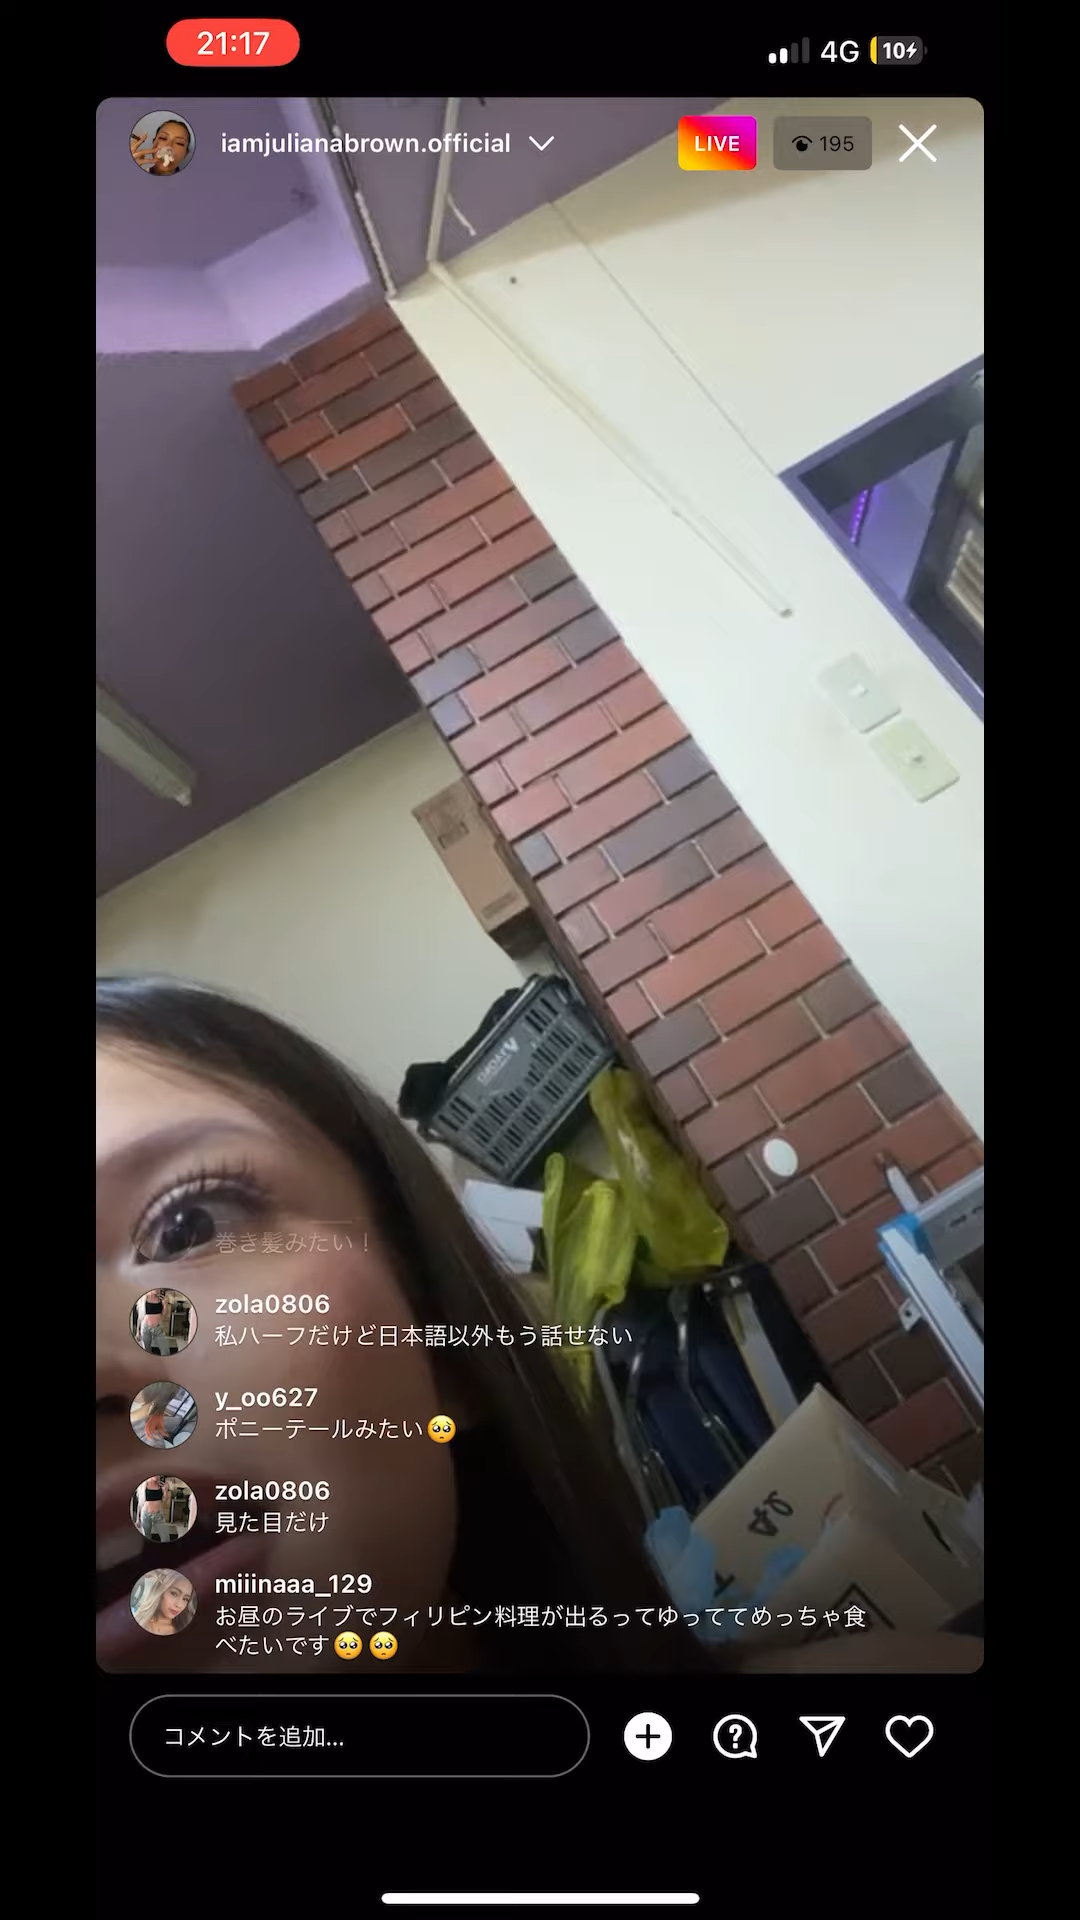 21:17
4G
10
iamjulianabrown.official
LIVE
195
巻き髪みたい！
zola0806
私ハーフだけど日本語以外もう話せない
y_oo627
ポニーテールみたい🥺
zola0806
見た目だけ
miiinaaa_129
お昼のライブでフィリピン料理が出るってゆっててめっちゃ食
べたいです🥺🥺
コメントを追加...